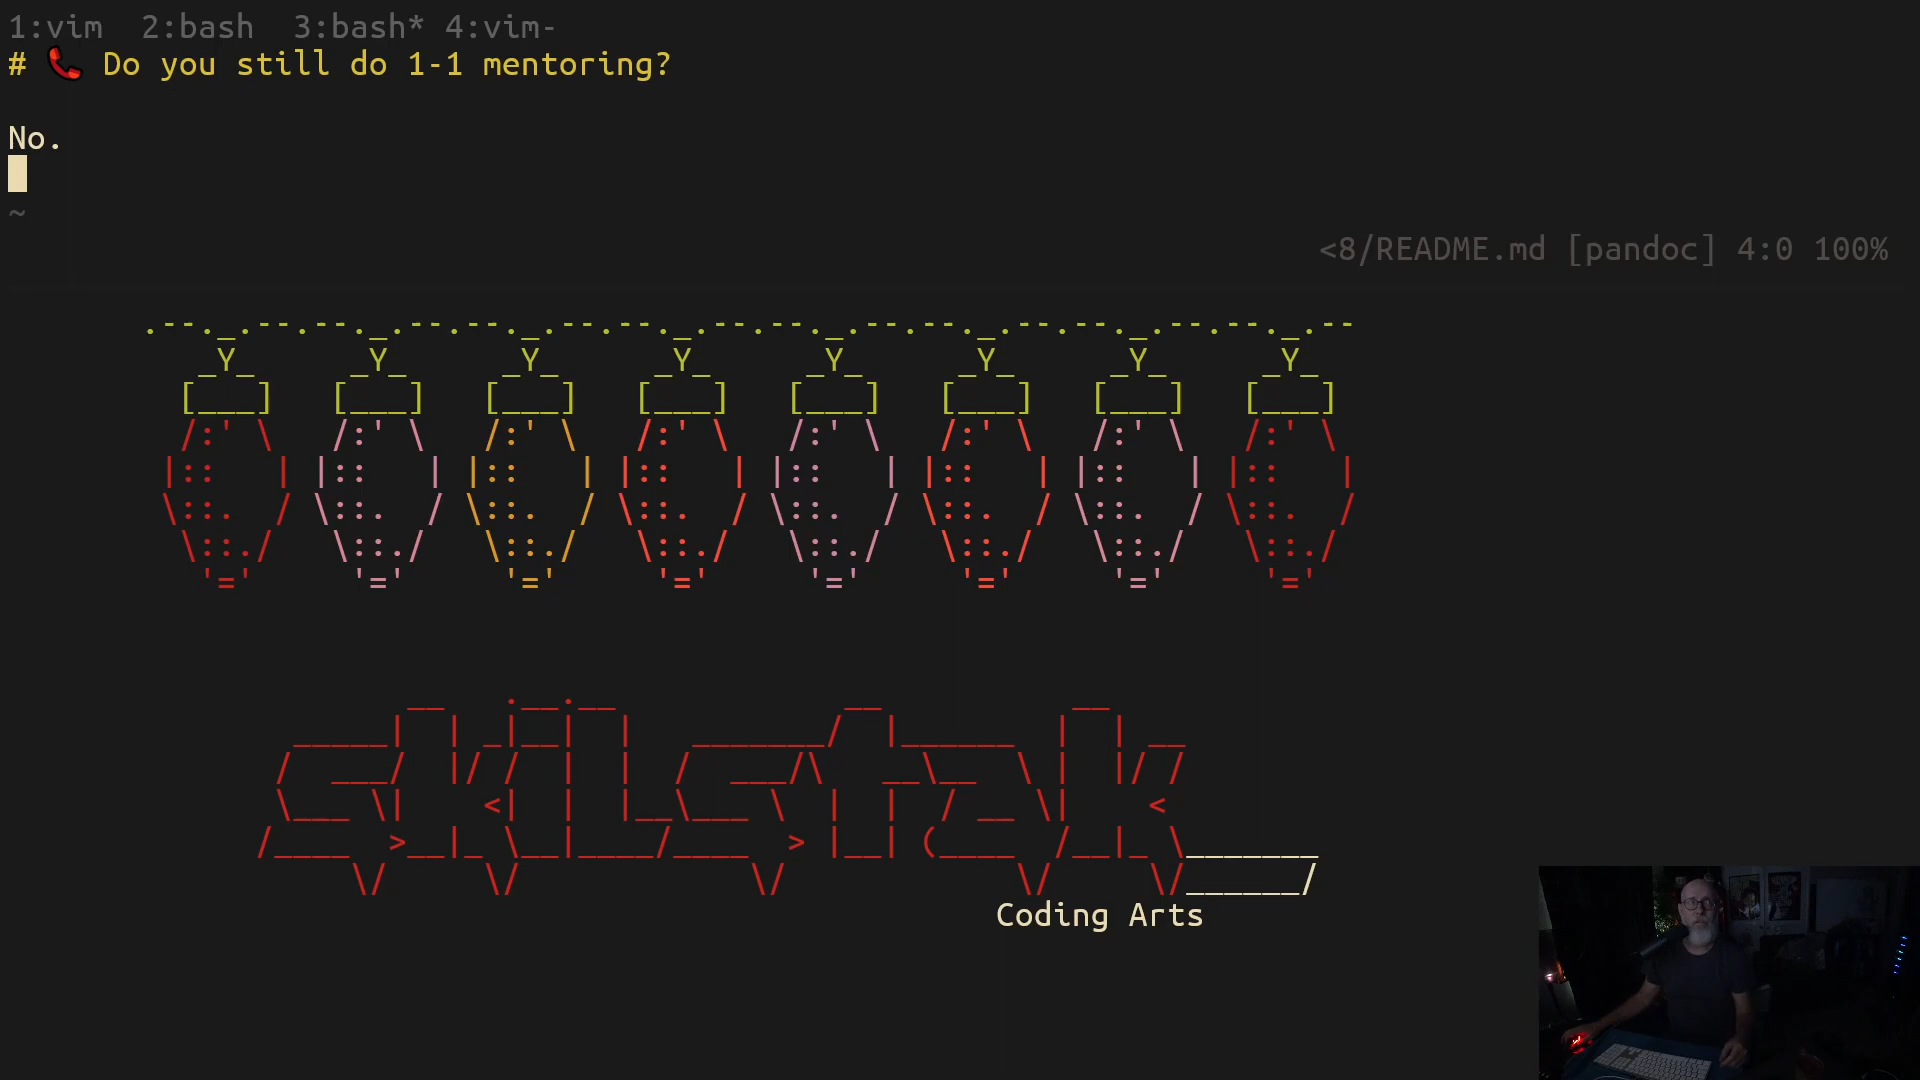 1:vim  2:bash  3:bash* 4:vim-
# 📞 Do you still do 1-1 mentoring?
No.
~
<8/README.md [pandoc] 4:0 100%
SKiLStak
Coding Arts